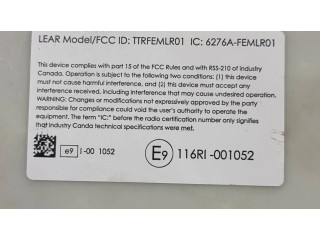 LEAR Model/FCC ID: TTRFEMLR01 IC: 6276A-FEMLR01
This device complies with part 15 of the FCC Rules and with RSS-210 of Industry
Canada. Operation is subject to the following two conditions: (1) this device
must not cause harmful interference, and (2) this device must accept any
interference received, including interference that may cause undesired operation.
WARNING: Changes or modifications not expressly approved by the party
responsible for compliance could void the user's authority to operate the
equipment. The term "IC:" before the radio certification number only signifies
that Industry Canda technical specifications were met.
e9 1-00 1052
E9 116RI-001052